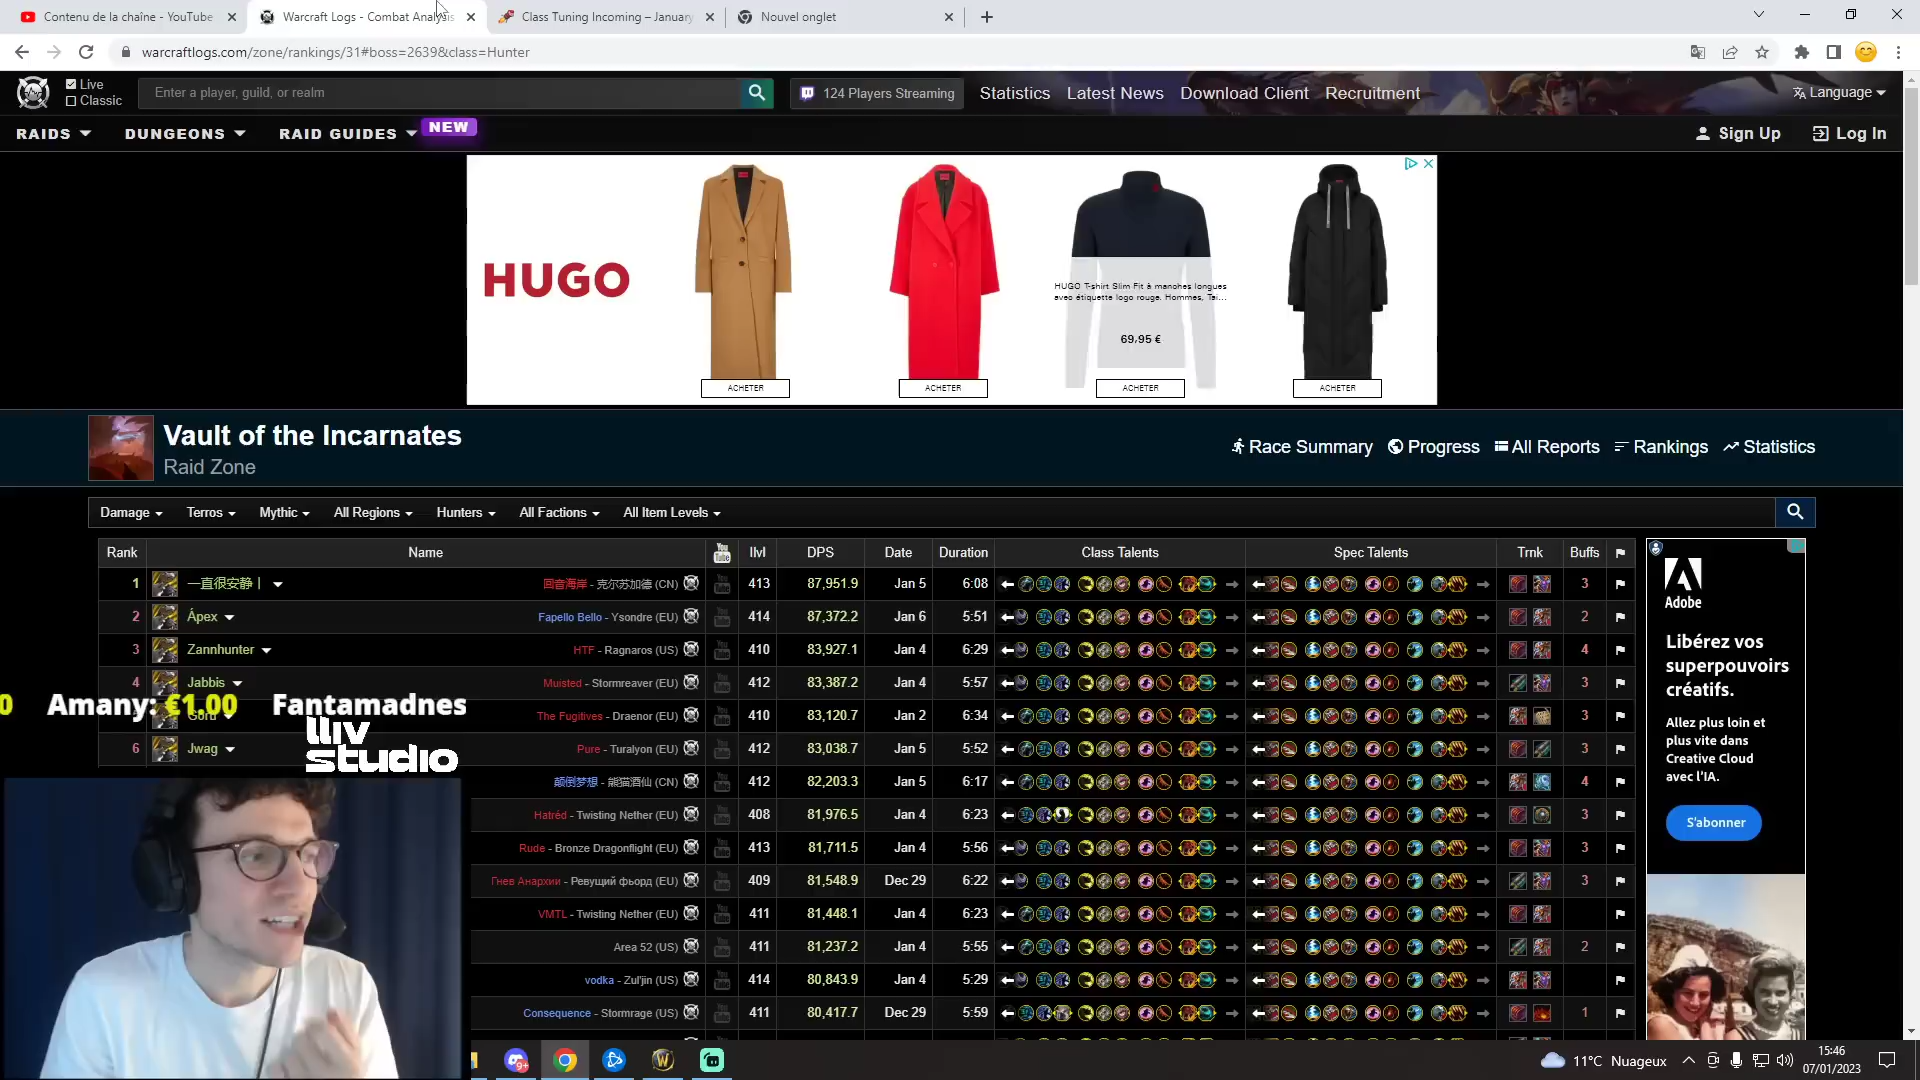 Contenu de la chaîne - YouTube
Warcraft Logs - Combat Analysis
Class Tuning Incoming – January
Nouvel onglet
warcraftlogs.com/zone/rankings/31#boss=2639&class=Hunter
Live
Classic
Enter a player, guild, or realm
124 Players Streaming
Statistics
Latest News
Download Client
Recruitment
Language
RAIDS
DUNGEONS
RAID GUIDES
NEW
Sign Up
Log In
HUGO
HUGO T-shirt Slim Fit à manches longues
avec étiquette logo rouge. Hommes, Tai...
69,95 €
ACHETER
ACHETER
ACHETER
ACHETER
Vault of the Incarnates
Raid Zone
Race Summary
Progress
All Reports
Rankings
Statistics
Damage
Terros
Mythic
All Regions
Hunters
All Factions
All Item Levels
Rank Name You Tube Ilvl DPS Date Duration Class Talents Spec Talents Trnk Buffs
1 一直很安静丨 回音海岸 - 克尔苏加德 (CN) 413 87,951.9 Jan 5 6:08 3
2 Ápex Fapello Bello - Ysondre (EU) 414 87,372.2 Jan 6 5:51 2
3 Zannhunter HTF - Ragnaros (US) 410 83,927.1 Jan 4 6:29 4
4 Jabbis Muisted - Stormreaver (EU) 412 83,387.2 Jan 4 5:57 3
The Fugitives - Draenor (EU) 410 83,120.7 Jan 2 6:34 3
6 Jwag Pure - Turalyon (EU) 412 83,038.7 Jan 5 5:52 3
颠倒梦想 - 熊猫酒仙 (CN) 412 82,203.3 Jan 5 6:17 4
Hatréd - Twisting Nether (EU) 408 81,976.5 Jan 4 6:23 3
Rude - Bronze Dragonflight (EU) 413 81,711.5 Jan 4 5:56 3
Гнев Анархии - Ревущий фьорд (EU) 409 81,548.9 Dec 29 6:22 3
VMTL - Twisting Nether (EU) 411 81,448.1 Jan 4 6:23
Area 52 (US) 411 81,237.2 Jan 4 5:55 2
vodka - Zul'jin (US) 414 80,843.9 Jan 4 5:29
Consequence - Stormrage (US) 411 80,417.7 Dec 29 5:59 1
0 Amany: €1.00 Fantamadnes
lliv
studio
Adobe
Libérez vos
superpouvoirs
créatifs.
Allez plus loin et
plus vite dans
Creative Cloud
avec l'IA.
S'abonner
9+
11°C Nuageux
15:46
07/01/2023